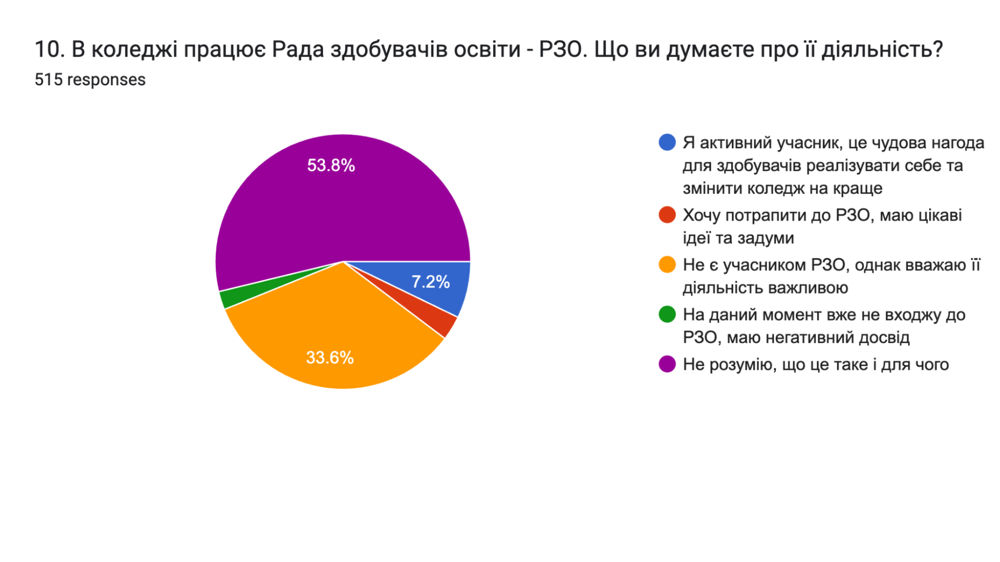 10. В коледжі працює Рада здобувачів освіти - РЗО. Що ви думаєте про її діяльність?
515 responses
53.8%
7.2%
33.6%
Я активний учасник, це чудова нагода
для здобувачів реалізувати себе та
змінити коледж на краще
Хочу потрапити до РЗО, маю цікаві
ідеї та задуми
Не є учасником РЗО, однак вважаю її
діяльність важливою
На даний момент вже не входжу до
РЗО, маю негативний досвід
Не розумію, що це таке і для чого